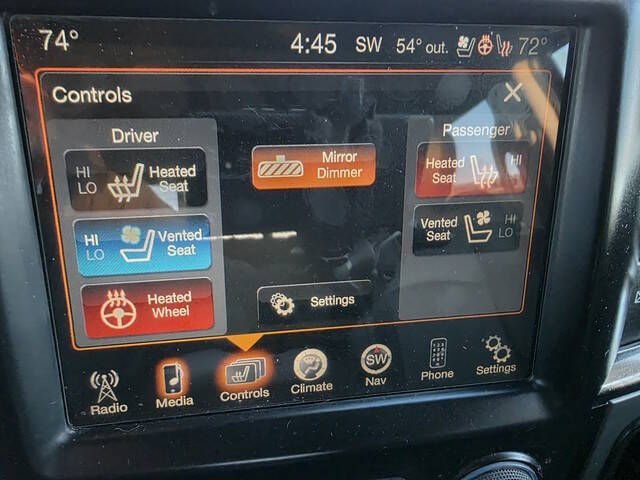 74° 4:45 SW 54° out. 72°
Controls
Driver
Passenger
HI
LO
Heated
Seat
Mirror
Dimmer
Heated
Seat
HI
HI
LO
Vented
Seat
Vented
Seat
HI
LO
Heated
Wheel
Settings
Radio
Media
Controls
Climate
SW
Nav
Phone
Settings